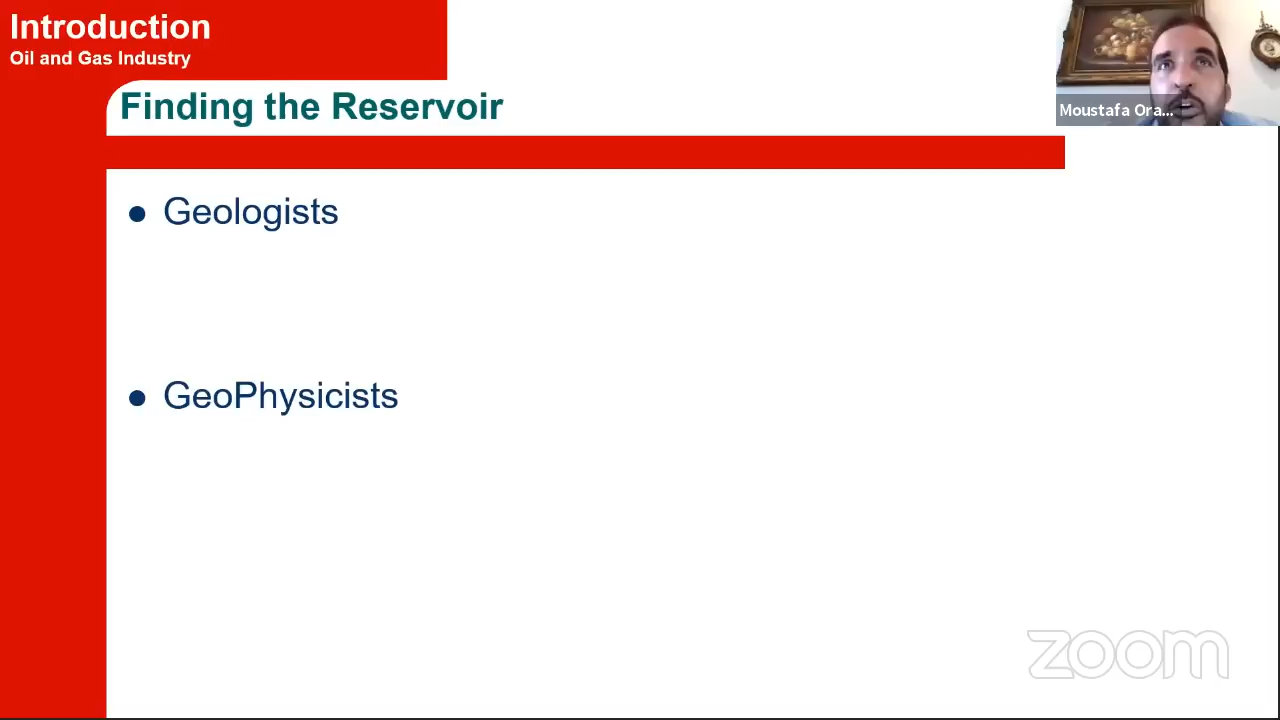 Introduction
Oil and Gas Industry
Finding the Reservoir
Moustafa Ora...
● Geologists
● GeoPhysicists
zoom